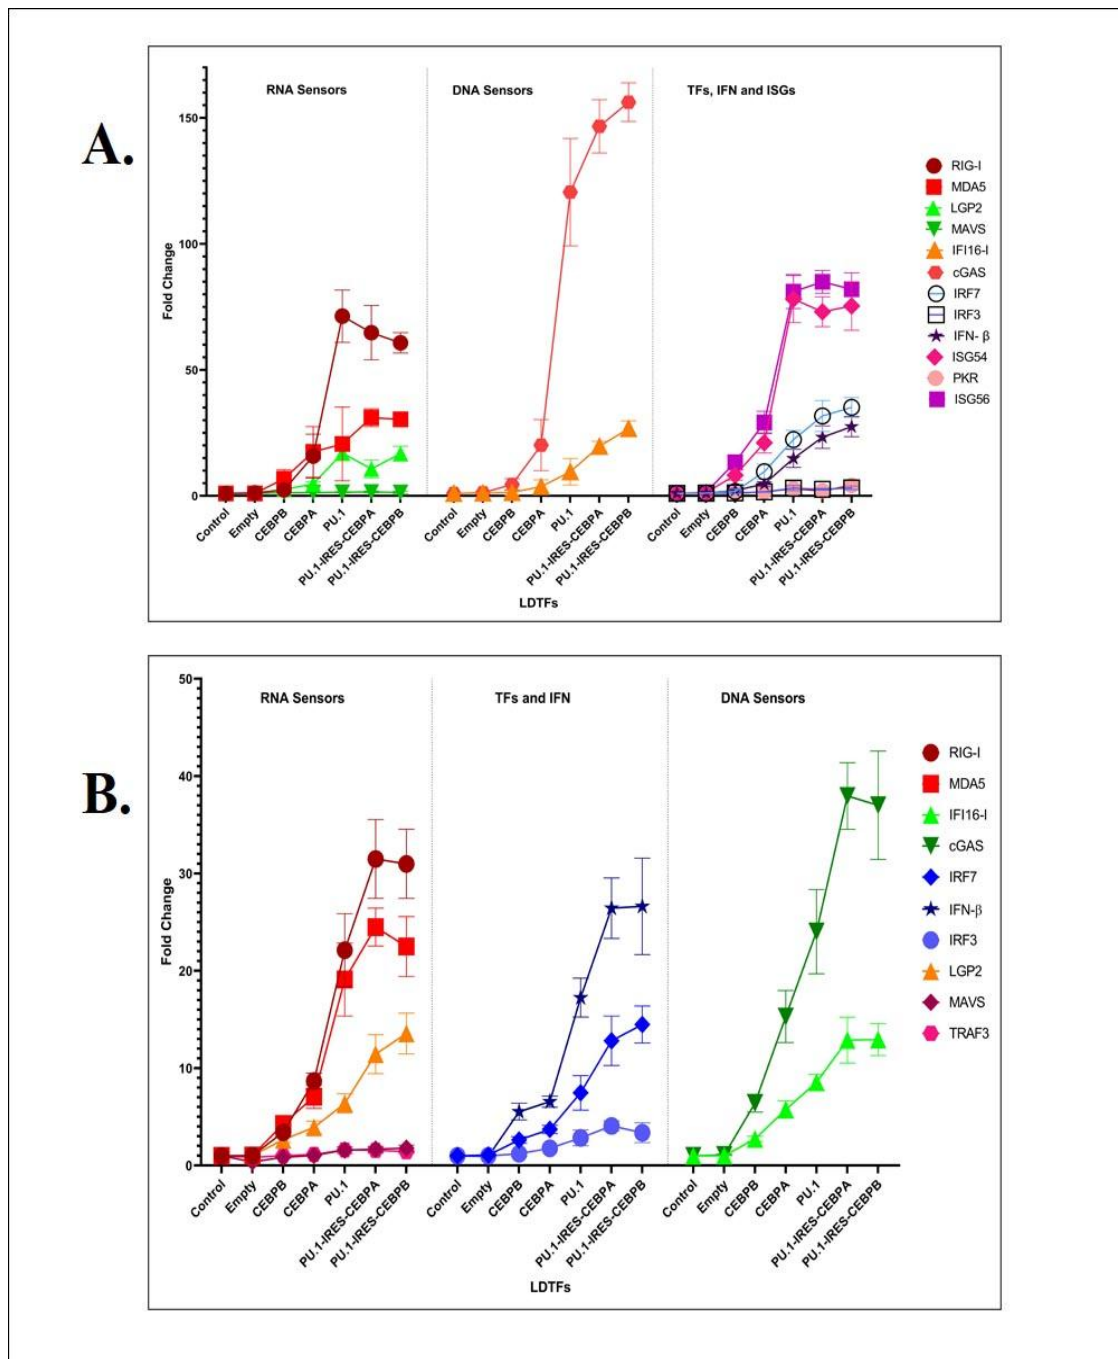 A.
RNA Sensors
DNA Sensors
TFs, IFN and ISGs
Fold Change
150
100
50
0
Control
Empty
CEBPB
CEBPA
PU.1
PU.1-IRES-CEBPA
PU.1-IRES-CEBPB
Control
Empty
CEBPB
CEBPA
PU.1
PU.1-IRES-CEBPA
PU.1-IRES-CEBPB
Control
Empty
CEBPB
CEBPA
PU.1
PU.1-IRES-CEBPA
PU.1-IRES-CEBPB
LDTFs
RIG-I
MDA5
LGP2
MAVS
IFI16-I
cGAS
IRF7
IRF3
IFN- β
ISG54
PKR
ISG56
B.
RNA Sensors
TFs and IFN
DNA Sensors
Fold Change
50
40
30
20
10
0
Control
Empty
CEBPB
CEBPA
PU.1
PU.1-IRES-CEBPA
PU.1-IRES-CEBPB
Control
Empty
CEBPB
CEBPA
PU.1
PU.1-IRES-CEBPA
PU.1-IRES-CEBPB
Control
Empty
CEBPB
CEBPA
PU.1
PU.1-IRES-CEBPA
PU.1-IRES-CEBPB
LDTFs
RIG-I
MDA5
IFI16-I
cGAS
IRF7
IFN-β
IRF3
LGP2
MAVS
TRAF3